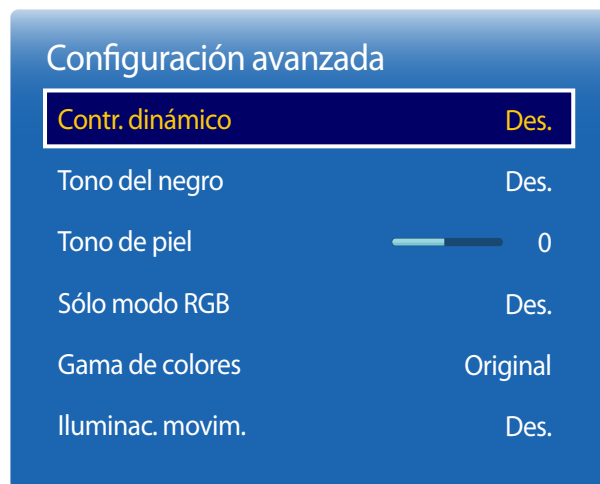 Configuración avanzada
Contr. dinámico Des.
Tono del negro Des.
Tono de piel 0
Sólo modo RGB Des.
Gama de colores Original
Iluminac. movim. Des.